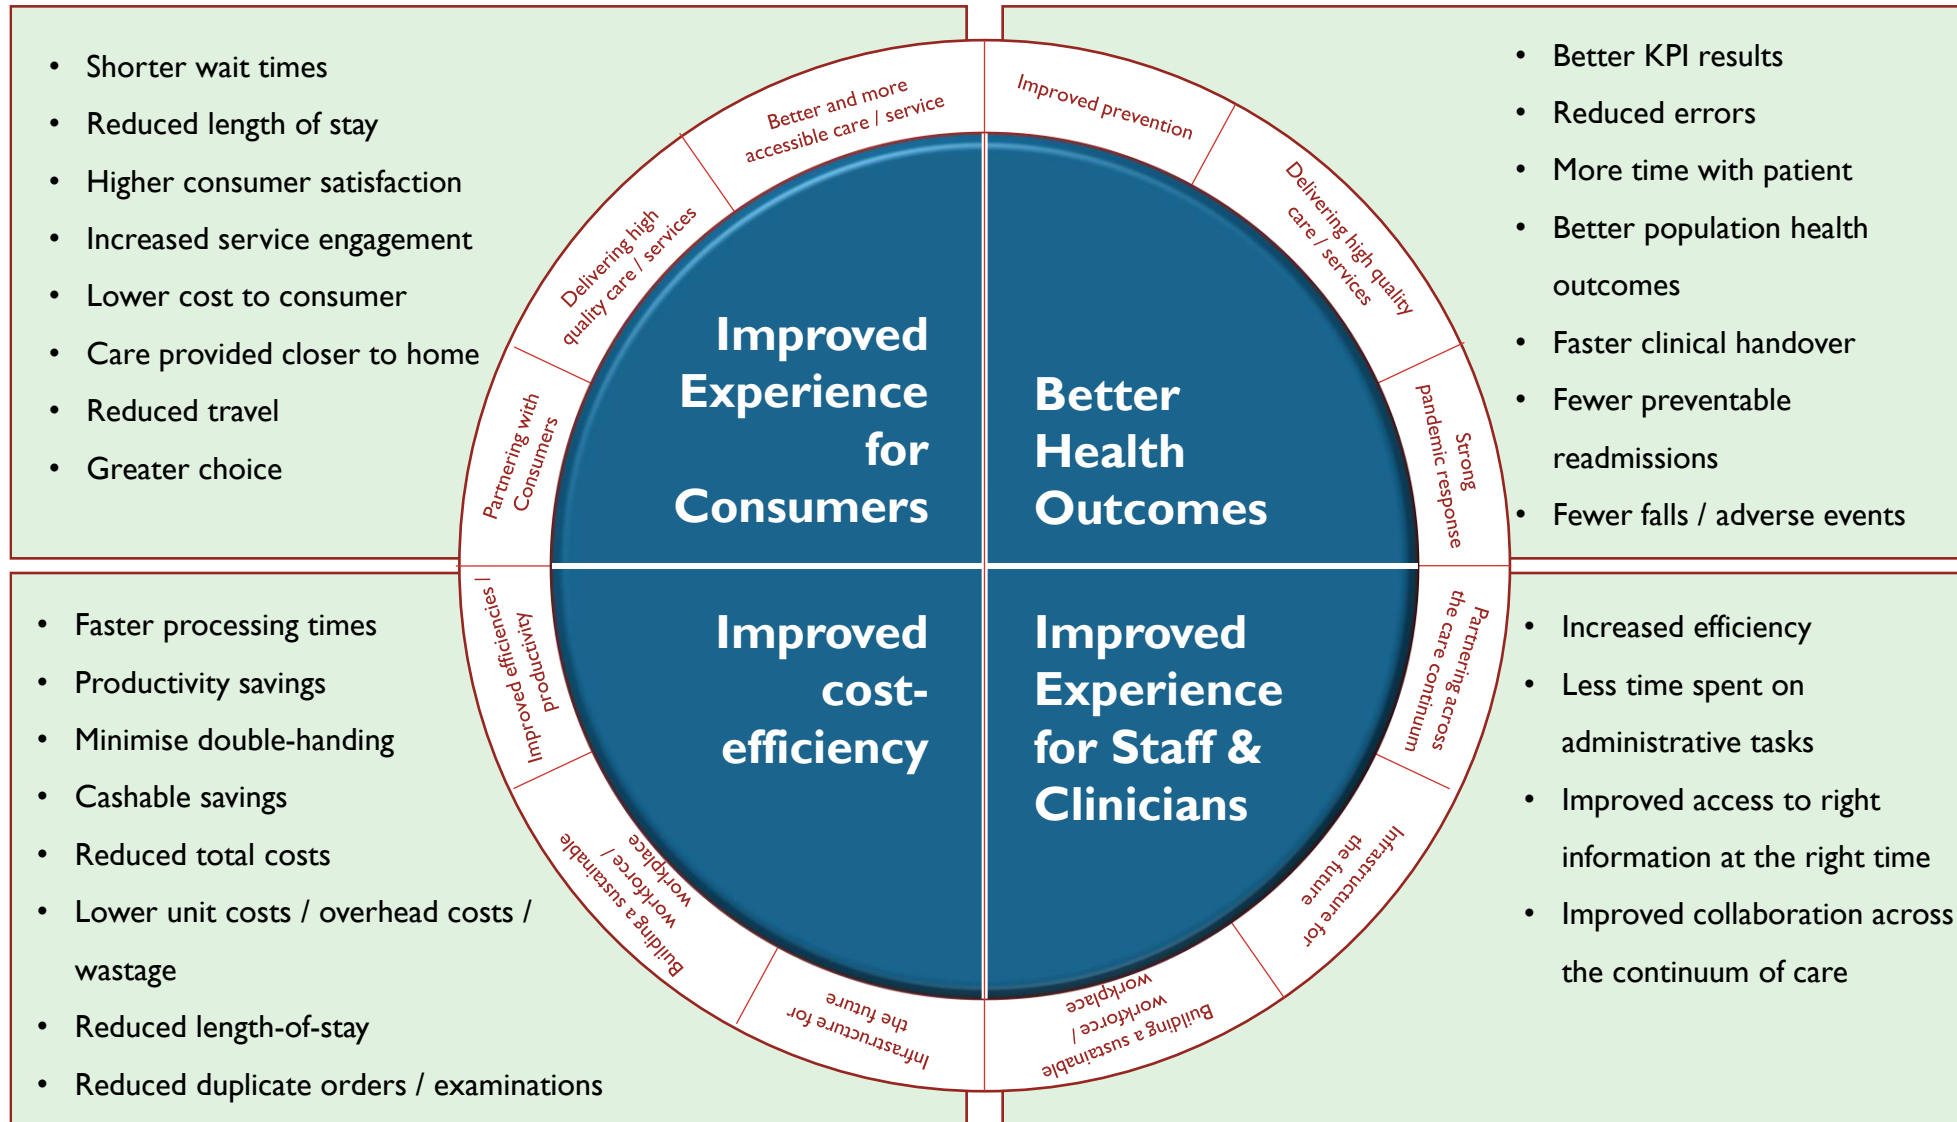 • Shorter wait times
• Reduced length of stay
• Higher consumer satisfaction
• Increased service engagement
• Lower cost to consumer
• Care provided closer to home
• Reduced travel
• Greater choice
• Better KPI results
• Reduced errors
• More time with patient
• Better population health
outcomes
• Faster clinical handover
• Fewer preventable
readmissions
• Fewer falls / adverse events
Partnering with
Consumers
Delivering high
quality care / services
Better and more
accessible care / service
Improved prevention
Delivering high quality
care / services
Strong
pandemic response
Improved
Experience
for
Consumers
Better
Health
Outcomes
Improved
cost-
efficiency
Improved
Experience
for Staff &
Clinicians
Partnering across
the care continuum
Infrastructure for
the future
Building a sustainable
workforce /
workplace
Infrastructure for
the future
Building a sustainable
workforce /
workplace
Improved efficiencies /
productivity
• Faster processing times
• Productivity savings
• Minimise double-handing
• Cashable savings
• Reduced total costs
• Lower unit costs / overhead costs /
wastage
• Reduced length-of-stay
• Reduced duplicate orders / examinations
• Increased efficiency
• Less time spent on
administrative tasks
• Improved access to right
information at the right time
• Improved collaboration across
the continuum of care